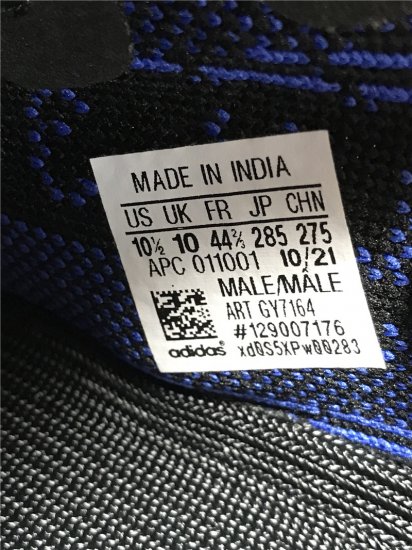 MADE IN INDIA
US UK FR JP CHN
10½ 10 44⅔ 285 275
APC 011001 10/21
MALE/MÂLE
ART GY7164
#129007176
adidas xd0S5XPw00283